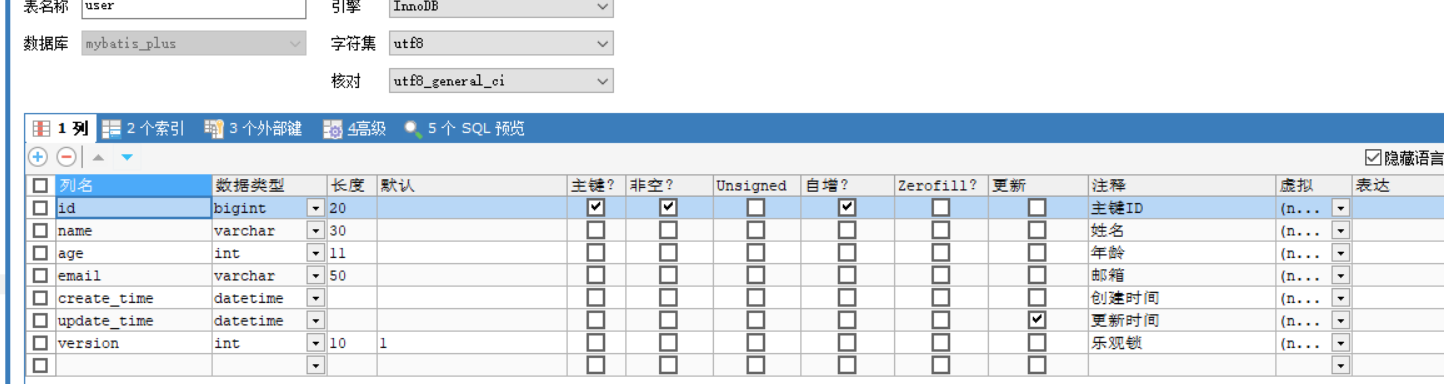 表名称 user 引擎 InnoDB
数据库 mybatis_plus 字符集 utf8
核对 utf8_general_ci
1 列 2 个索引 3 个外部键 4高级 5 个 SQL 预览
隐藏语言
列名 数据类型 长度 默认 主键? 非空? Unsigned 自增? Zerofill? 更新 注释 虚拟 表达
id bigint 20 主键ID (n...
name varchar 30 姓名 (n...
age int 11 年龄 (n...
email varchar 50 邮箱 (n...
create_time datetime 创建时间 (n...
update_time datetime 更新时间 (n...
version int 10 1 乐观锁 (n...